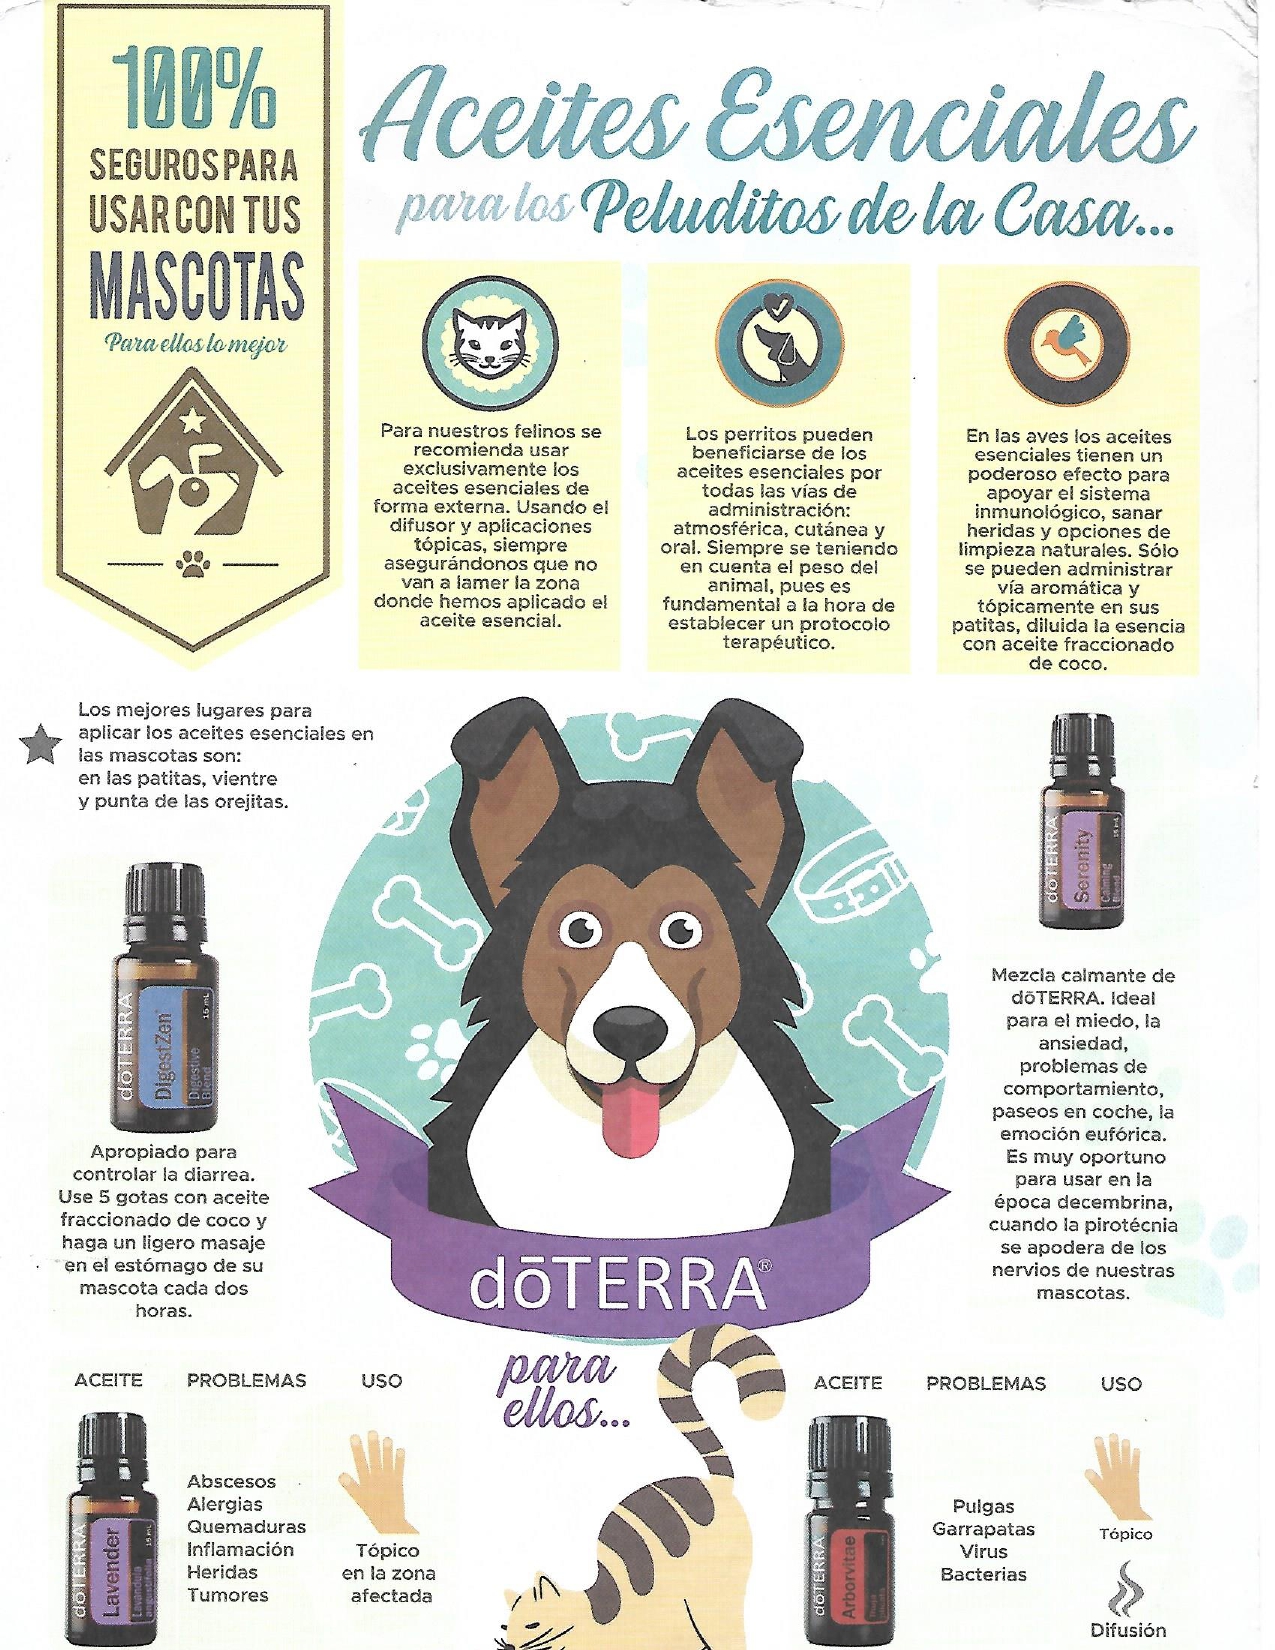 100%
SEGUROS PARA
USAR CON TUS
MASCOTAS
Para ellos lo mejor
Aceites Esenciales
para los Peluditos de la Casa...
Para nuestros felinos se
recomienda usar
exclusivamente los
aceites esenciales de
forma externa. Usando el
difusor y aplicaciones
tópicas, siempre
asegurándonos que no
van a lamer la zona
donde hemos aplicado el
aceite esencial.
Los perritos pueden
beneficiarse de los
aceites esenciales por
todas las vías de
administración:
atmosférica, cutánea y
oral. Siempre se teniendo
en cuenta el peso del
animal, pues es
fundamental a la hora de
establecer un protocolo
terapéutico.
En las aves los aceites
esenciales tienen un
poderoso efecto para
apoyar el sistema
inmunológico, sanar
heridas y opciones de
limpieza naturales. Sólo
se pueden administrar
vía aromática y
tópicamente en sus
patitas, diluida la esencia
con aceite fraccionado
de coco.
Los mejores lugares para
aplicar los aceites esenciales en
las mascotas son:
en las patitas, vientre
y punta de las orejitas.
dōTERRA
DigestZen
Digestive
Blend
15 mL
Apropiado para
controlar la diarrea.
Use 5 gotas con aceite
fraccionado de coco y
haga un ligero masaje
en el estómago de su
mascota cada dos
horas.
dōTERRA
Serenity
Calming
Blend
15 mL
Mezcla calmante de
dōTERRA. Ideal
para el miedo, la
ansiedad,
problemas de
comportamiento,
paseos en coche, la
emoción eufórica.
Es muy oportuno
para usar en la
época decembrina,
cuando la pirotécnia
se apodera de los
nervios de nuestras
mascotas.
dōTERRA®
para
ellos...
ACEITE PROBLEMAS USO
dōTERRA
Lavender
Lavandula
angustifolia
15 mL
Abscesos
Alergias
Quemaduras
Inflamación
Heridas
Tumores
Tópico
en la zona
afectada
ACEITE PROBLEMAS USO
dōTERRA
Arborvitae
Pulgas
Garrapatas
Virus
Bacterias
Tópico
Difusión